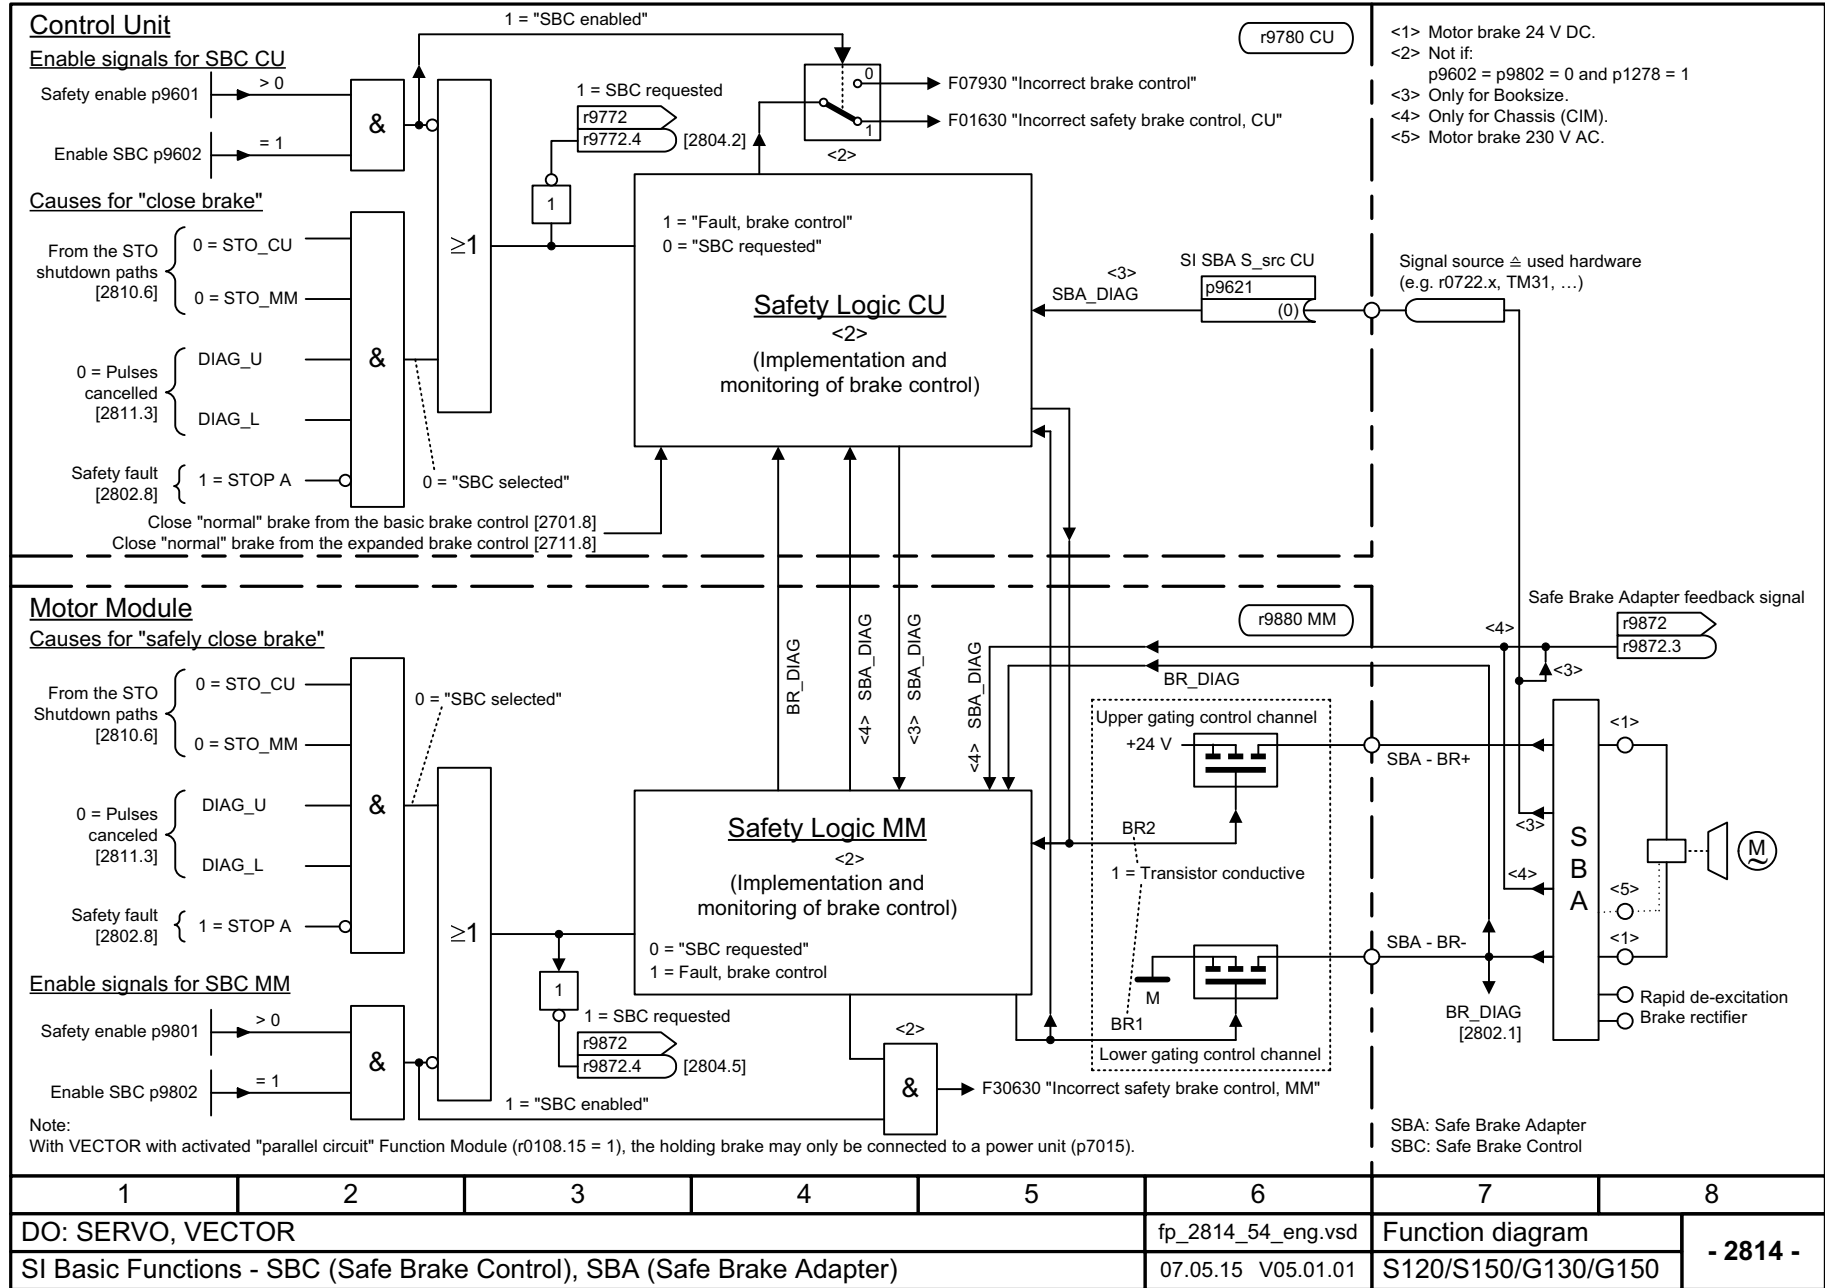 Control Unit
Enable signals for SBC CU
Safety enable p9601
> 0
Enable SBC p9602
= 1
&
1 = "SBC enabled"
r9780 CU
1 = SBC requested
r9772
r9772.4
[2804.2]
1
0
1
<2>
F07930 "Incorrect brake control"
F01630 "Incorrect safety brake control, CU"
<1> Motor brake 24 V DC.
<2> Not if:
p9602 = p9802 = 0 and p1278 = 1
<3> Only for Booksize.
<4> Only for Chassis (CIM).
<5> Motor brake 230 V AC.
Causes for "close brake"
From the STO
shutdown paths
[2810.6]
0 = STO_CU
0 = STO_MM
0 = Pulses
cancelled
[2811.3]
DIAG_U
DIAG_L
Safety fault
[2802.8]
1 = STOP A
&
≥1
0 = "SBC selected"
Close "normal" brake from the basic brake control [2701.8]
Close "normal" brake from the expanded brake control [2711.8]
1 = "Fault, brake control"
0 = "SBC requested"
Safety Logic CU
<2>
(Implementation and
monitoring of brake control)
<3>
SBA_DIAG
SI SBA S_src CU
p9621
(0)
Signal source ≙ used hardware
(e.g. r0722.x, TM31, …)
Motor Module
Causes for "safely close brake"
From the STO
Shutdown paths
[2810.6]
0 = STO_CU
0 = STO_MM
0 = Pulses
canceled
[2811.3]
DIAG_U
DIAG_L
Safety fault
[2802.8]
1 = STOP A
&
0 = "SBC selected"
≥1
BR_DIAG
<4> SBA_DIAG
<3> SBA_DIAG
<4> SBA_DIAG
r9880 MM
BR_DIAG
Safe Brake Adapter feedback signal
r9872
r9872.3
<4>
<3>
Safety Logic MM
<2>
(Implementation and
monitoring of brake control)
0 = "SBC requested"
1 = Fault, brake control
Upper gating control channel
+24 V
BR2
1 = Transistor conductive
M
BR1
Lower gating control channel
SBA - BR+
<3>
<4>
SBA - BR-
BR_DIAG
[2802.1]
S
B
A
<1>
<5>
<1>
M
~
Rapid de-excitation
Brake rectifier
Enable signals for SBC MM
Safety enable p9801
> 0
Enable SBC p9802
= 1
&
1
1 = SBC requested
r9872
r9872.4
[2804.5]
1 = "SBC enabled"
<2>
&
F30630 "Incorrect safety brake control, MM"
Note:
With VECTOR with activated "parallel circuit" Function Module (r0108.15 = 1), the holding brake may only be connected to a power unit (p7015).
SBA: Safe Brake Adapter
SBC: Safe Brake Control
1 2 3 4 5 6 7 8
DO: SERVO, VECTOR
fp_2814_54_eng.vsd
Function diagram
- 2814 -
SI Basic Functions - SBC (Safe Brake Control), SBA (Safe Brake Adapter)
07.05.15 V05.01.01
S120/S150/G130/G150